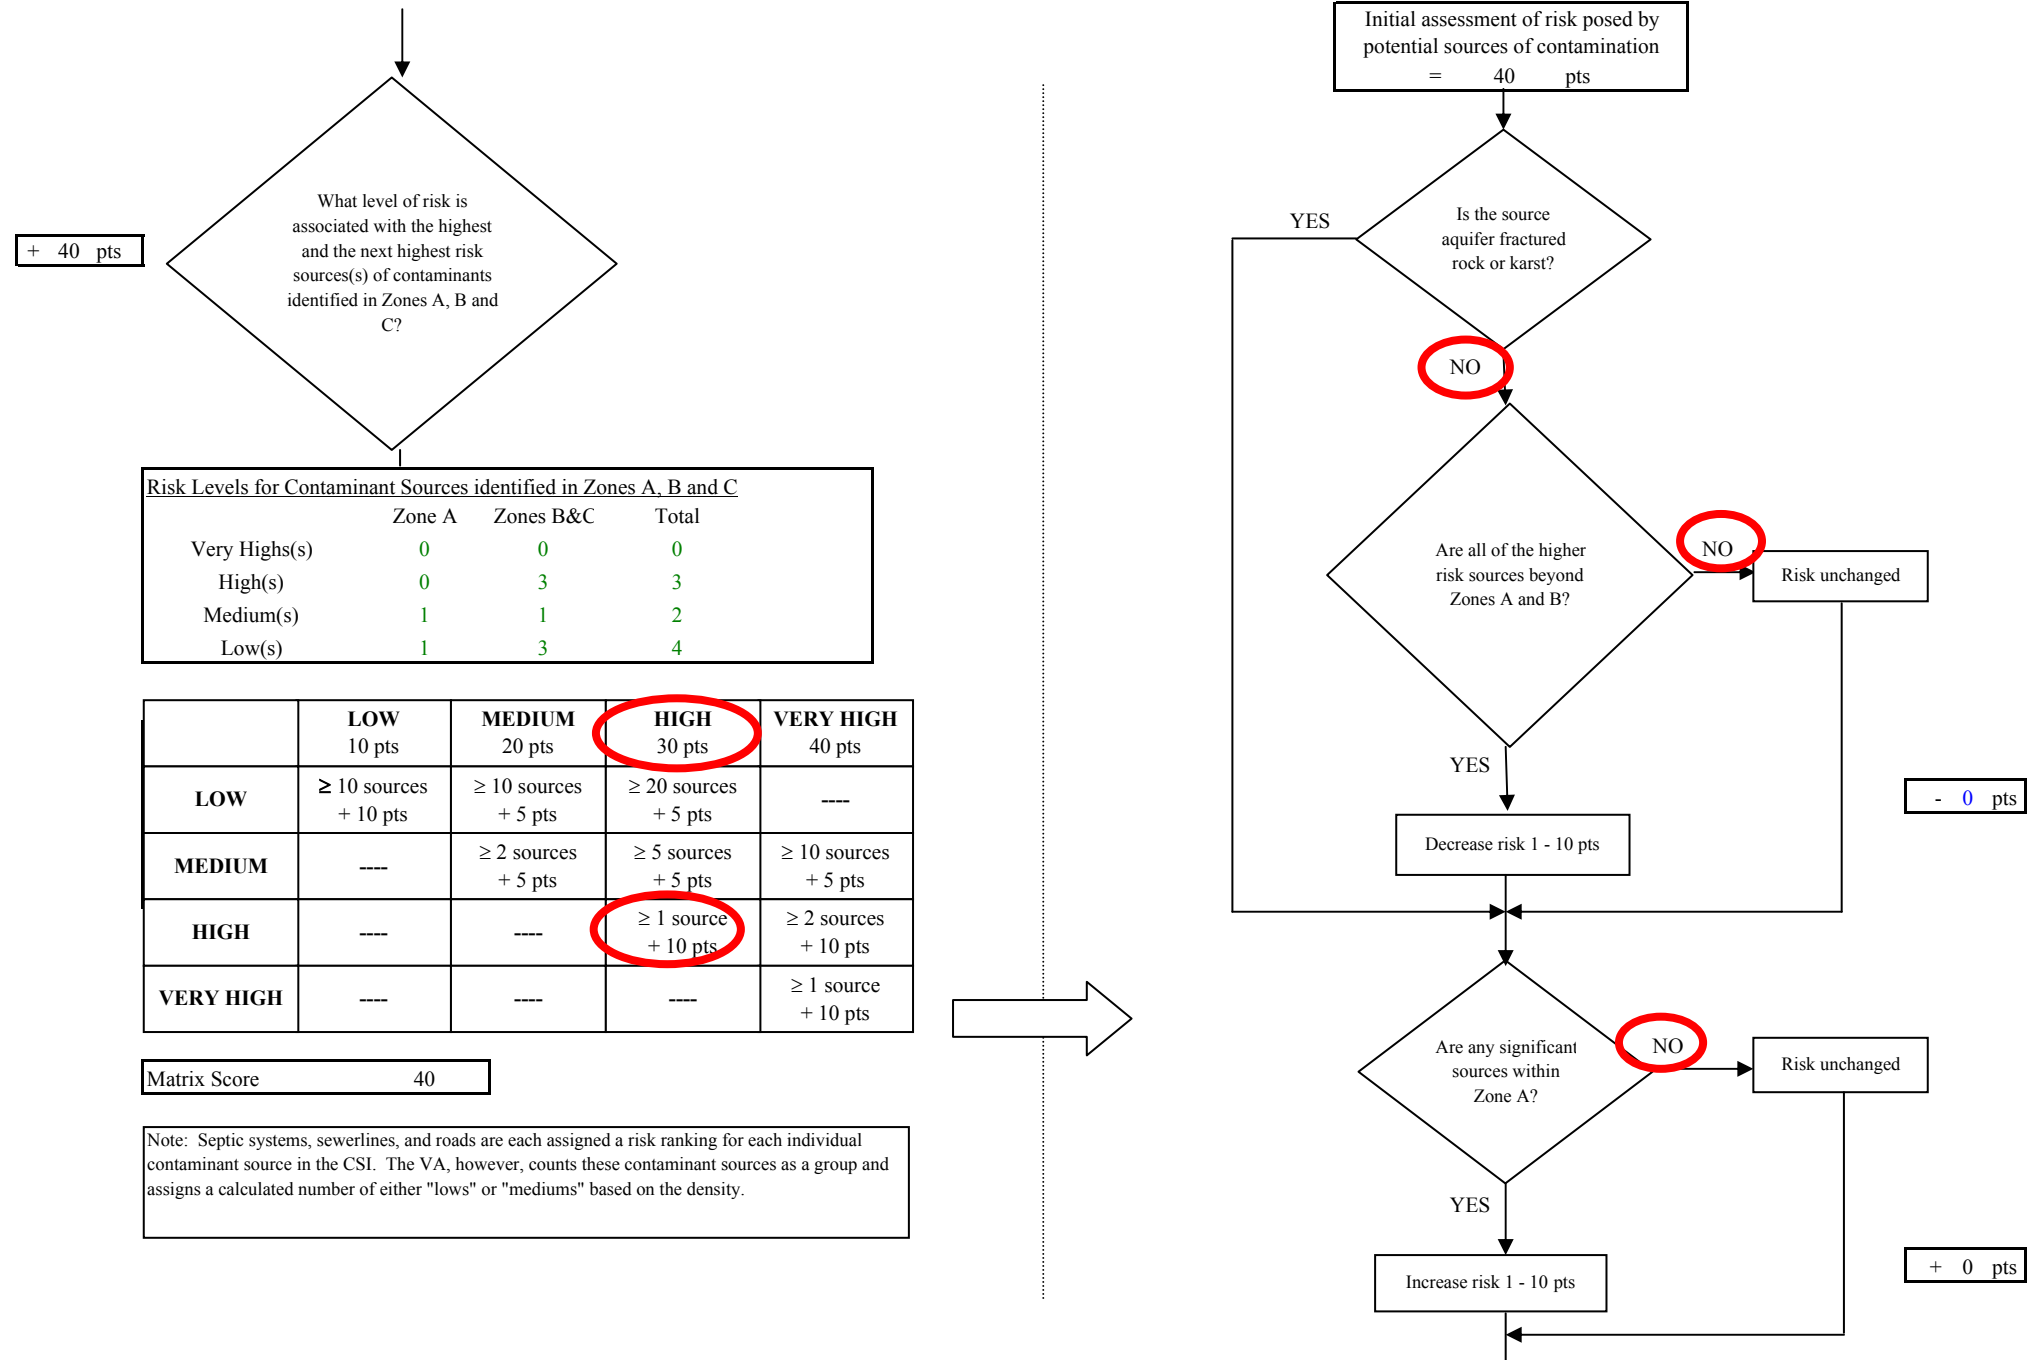 + 40 pts
What level of risk is
associated with the highest
and the next highest risk
sources(s) of contaminants
identified in Zones A, B and
C?
Risk Levels for Contaminant Sources identified in Zones A, B and C
Zone A Zones B&C Total
Very Highs(s) 0 0 0
High(s) 0 3 3
Medium(s) 1 1 2
Low(s) 1 3 4
LOW MEDIUM HIGH VERY HIGH
10 pts 20 pts 30 pts 40 pts
LOW ≥ 10 sources ≥ 10 sources ≥ 20 sources ----
+ 10 pts + 5 pts + 5 pts
MEDIUM ---- ≥ 2 sources ≥ 5 sources ≥ 10 sources
+ 5 pts + 5 pts + 5 pts
HIGH ---- ---- ≥ 1 source ≥ 2 sources
+ 10 pts + 10 pts
VERY HIGH ---- ---- ---- ≥ 1 source
+ 10 pts
Matrix Score 40
Note: Septic systems, sewerlines, and roads are each assigned a risk ranking for each individual
contaminant source in the CSI. The VA, however, counts these contaminant sources as a group and
assigns a calculated number of either "lows" or "mediums" based on the density.
Initial assessment of risk posed by
potential sources of contamination
= 40 pts
YES
Is the source
aquifer fractured
rock or karst?
NO
Are all of the higher
risk sources beyond
Zones A and B?
NO
Risk unchanged
YES
- 0 pts
Decrease risk 1 - 10 pts
Are any significant
sources within
Zone A?
NO
Risk unchanged
YES
+ 0 pts
Increase risk 1 - 10 pts